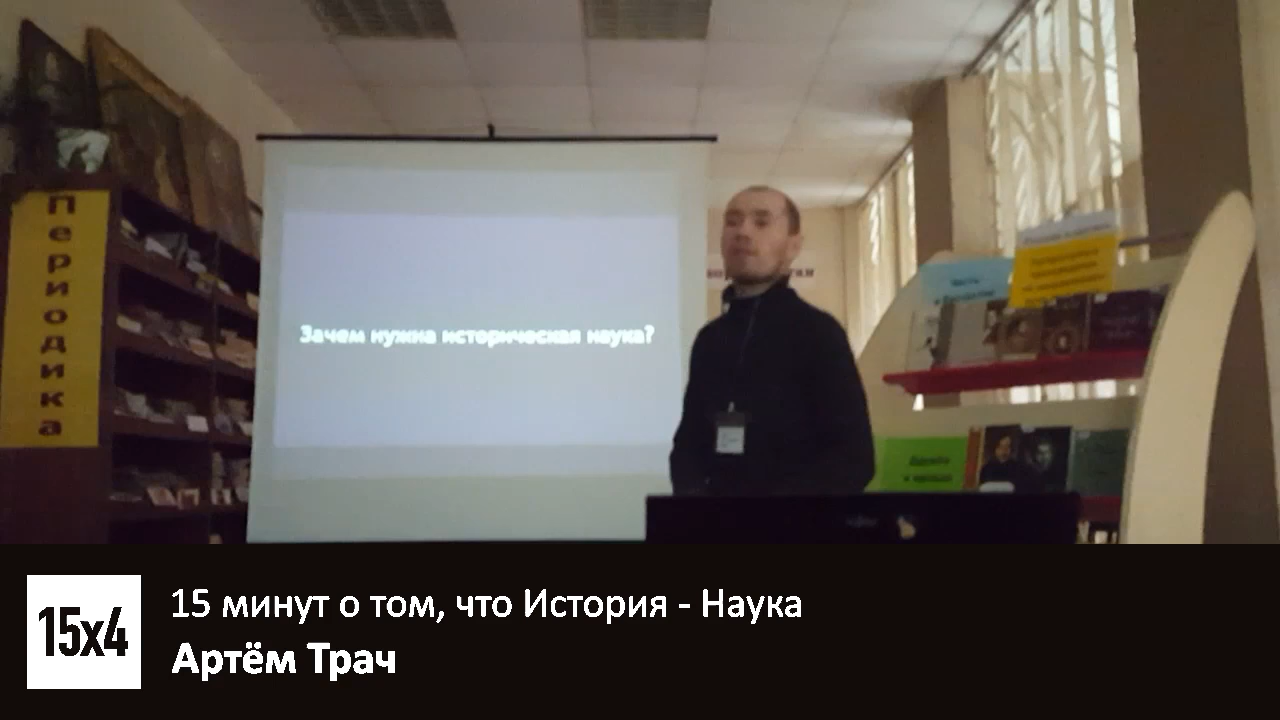 Периодика
Зачем нужна историческая наука?
15x4
15 минут о том, что История - Наука
Артём Трач